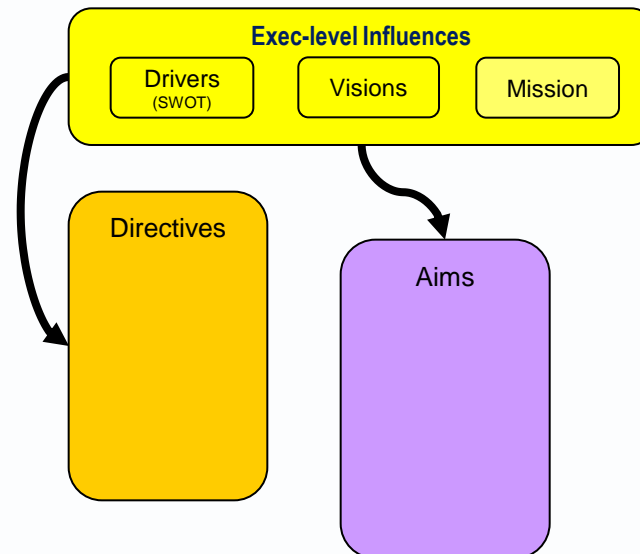 Exec-level Influences
Drivers
(SWOT)
Visions
Mission
Directives
Aims